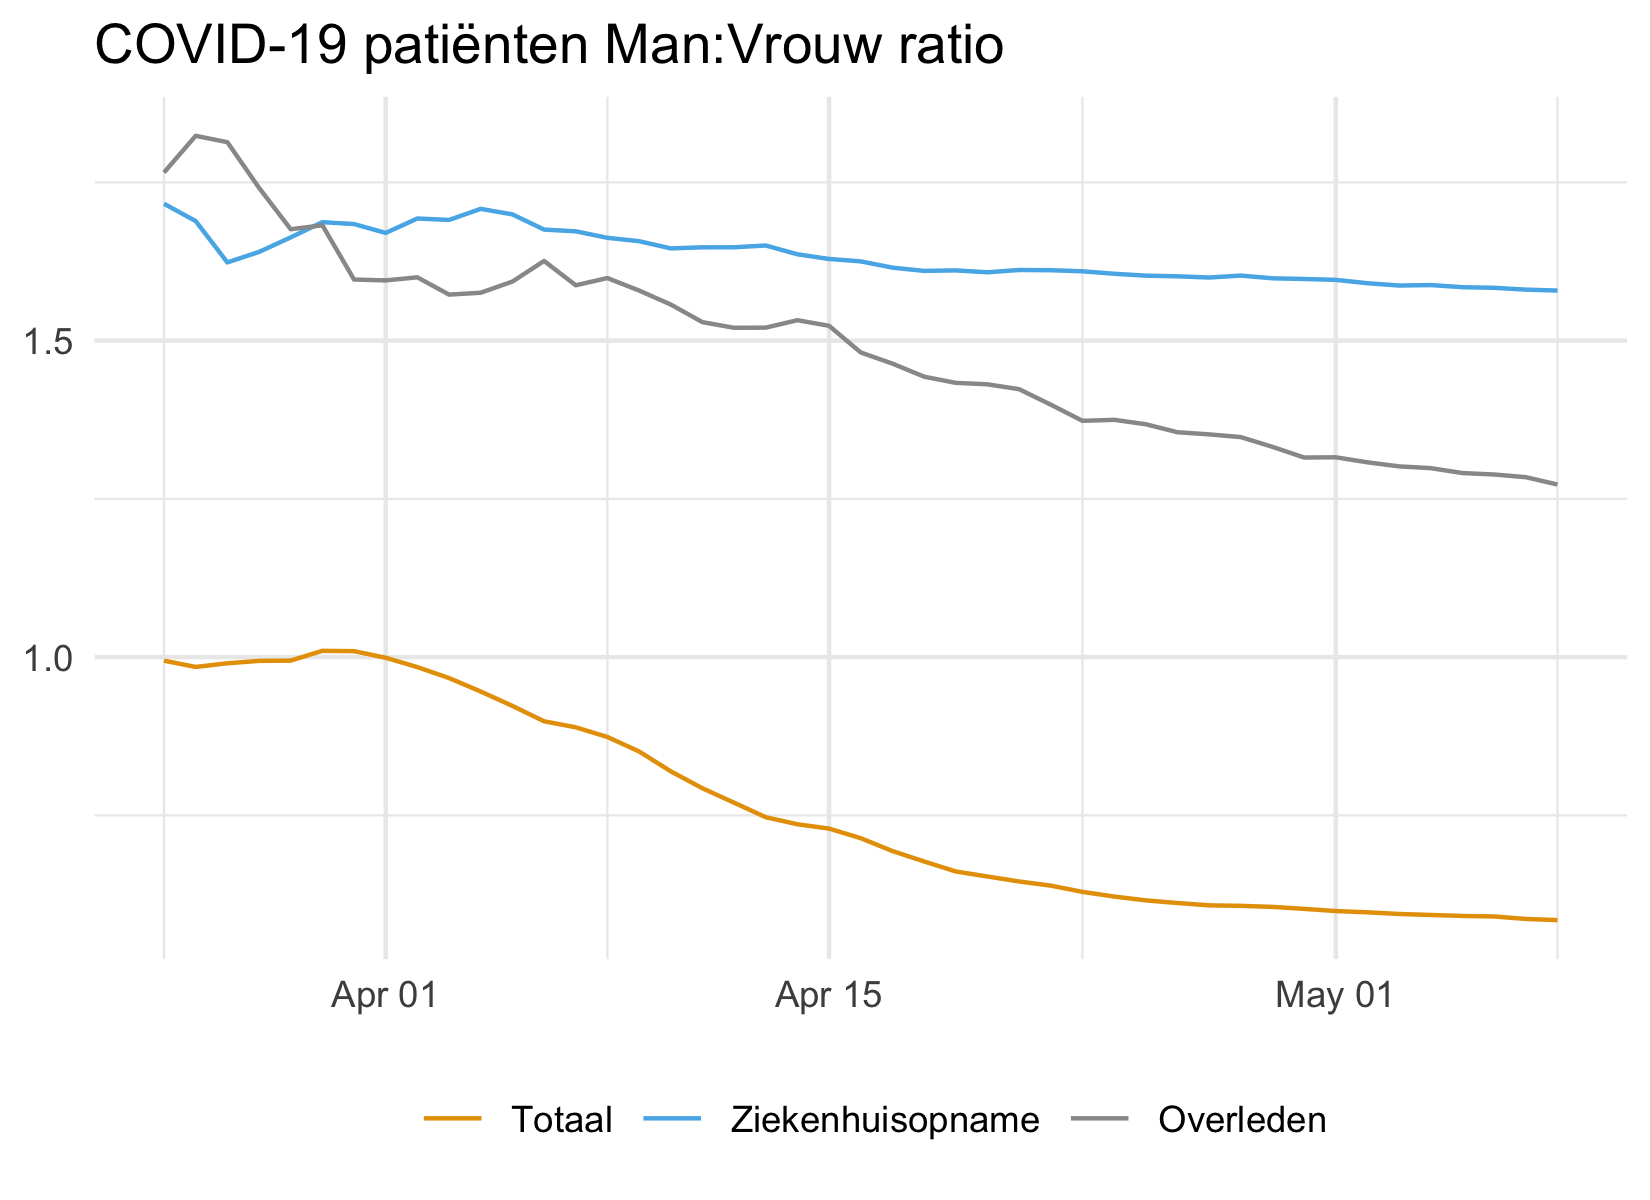 COVID-19 patiënten Man:Vrouw ratio
1.5
1.0
Apr 01 Apr 15 May 01
Totaal Ziekenhuisopname Overleden